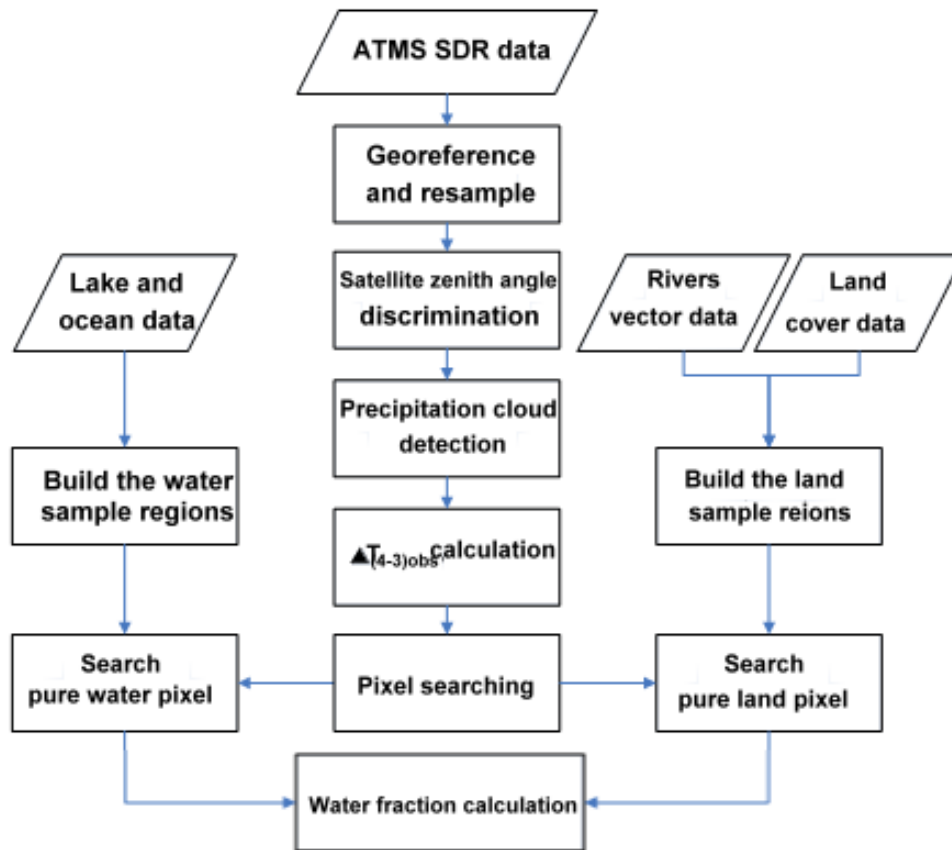 ATMS SDR data
Georeference
and resample
Satellite zenith angle
discrimination
Lake and
ocean data
Rivers
vector data
Land
cover data
Precipitation cloud
detection
Build the water
sample regions
Build the land
sample reions
▲T(4-3)obs, calculation
Search
pure water pixel
Pixel searching
Search
pure land pixel
Water fraction calculation